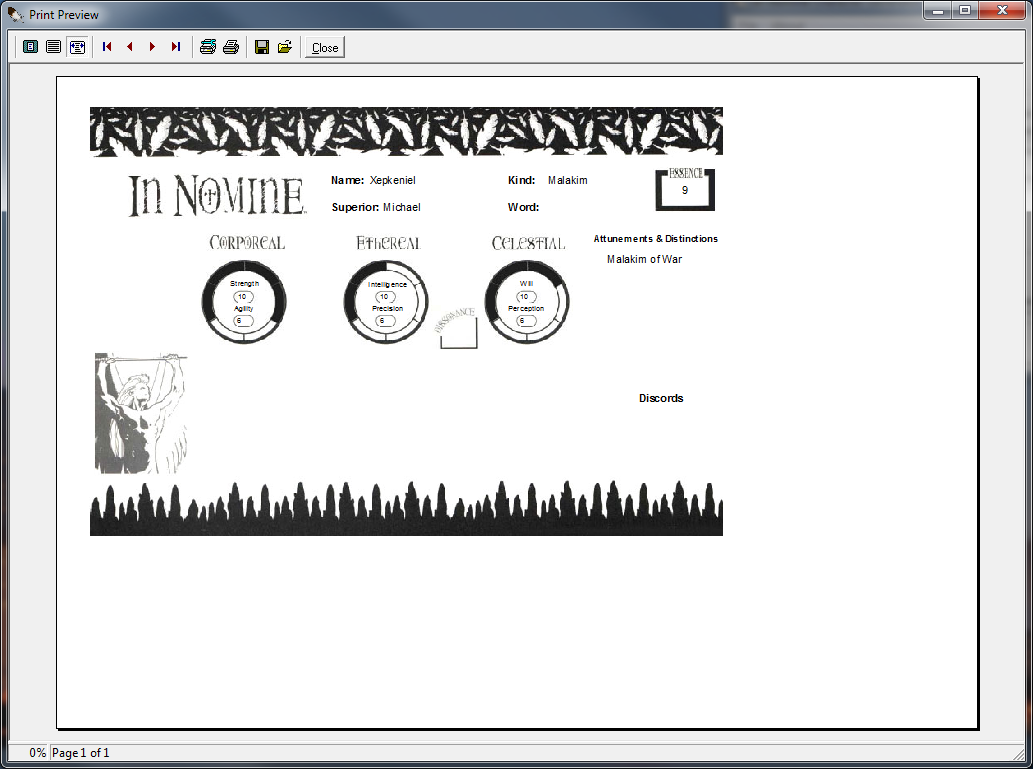 Print Preview
Close
In Nomine
Name: Xepkeniel
Kind: Malakim
ESSENCE
9
Superior: Michael
Word:
Corporeal
Ethereal
Celestial
Attunements & Distinctions
Malakim of War
Strength
10
Agility
6
Intelligence
10
Precision
6
Will
10
Perception
6
DISSONANCE
Discords
0% Page 1 of 1